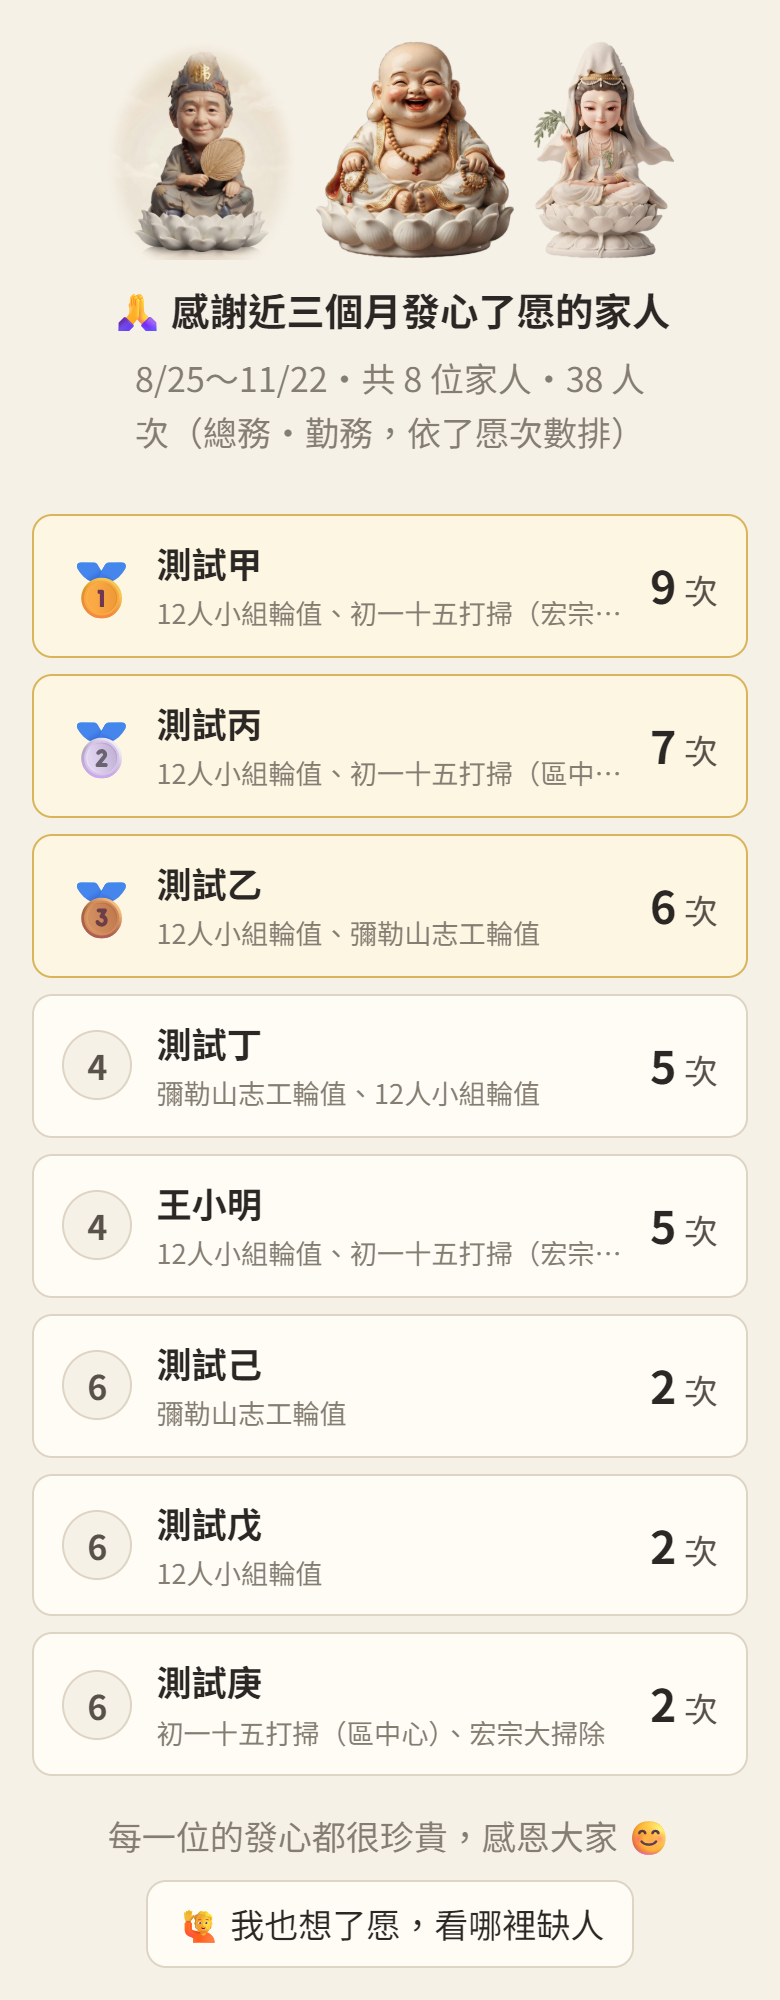 佛
🙏 感謝近三個月發心了愿的家人
8/25～11/22・共 8 位家人・38 人
次（總務・勤務，依了愿次數排）
1
測試甲
12人小組輪值、初一十五打掃（宏宗…
9 次
2
測試丙
12人小組輪值、初一十五打掃（區中…
7 次
3
測試乙
12人小組輪值、彌勒山志工輪值
6 次
4
測試丁
彌勒山志工輪值、12人小組輪值
5 次
4
王小明
12人小組輪值、初一十五打掃（宏宗…
5 次
6
測試己
彌勒山志工輪值
2 次
6
測試戊
12人小組輪值
2 次
6
測試庚
初一十五打掃（區中心）、宏宗大掃除
2 次
每一位的發心都很珍貴，感恩大家 😊
🙋 我也想了愿，看哪裡缺人